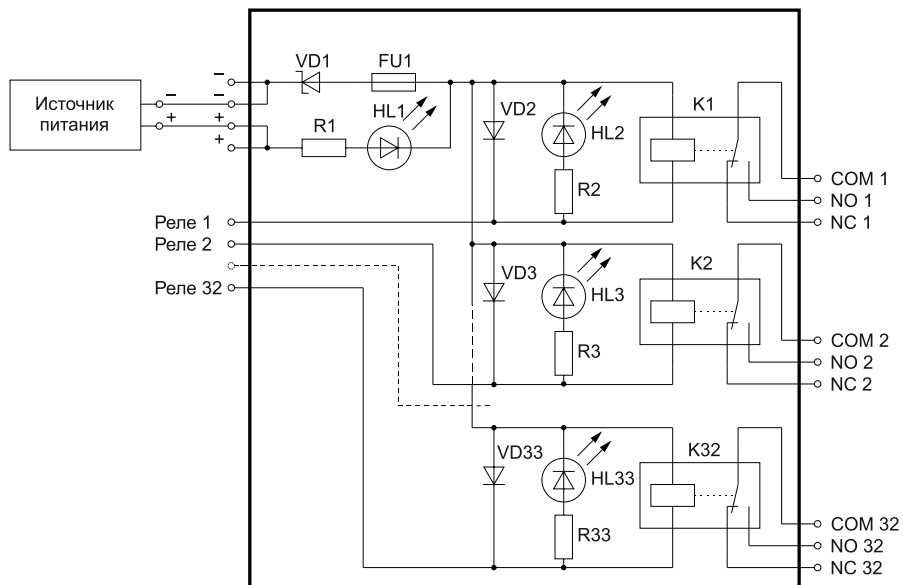 VD1
FU1
–
Источник
питания
–
–
+
+
+
HL1
R1
VD2
HL2
R2
K1
COM 1
NO 1
NC 1
Реле 1
Реле 2
Реле 32
VD3
HL3
R3
K2
COM 2
NO 2
NC 2
VD33
HL33
R33
K32
COM 32
NO 32
NC 32